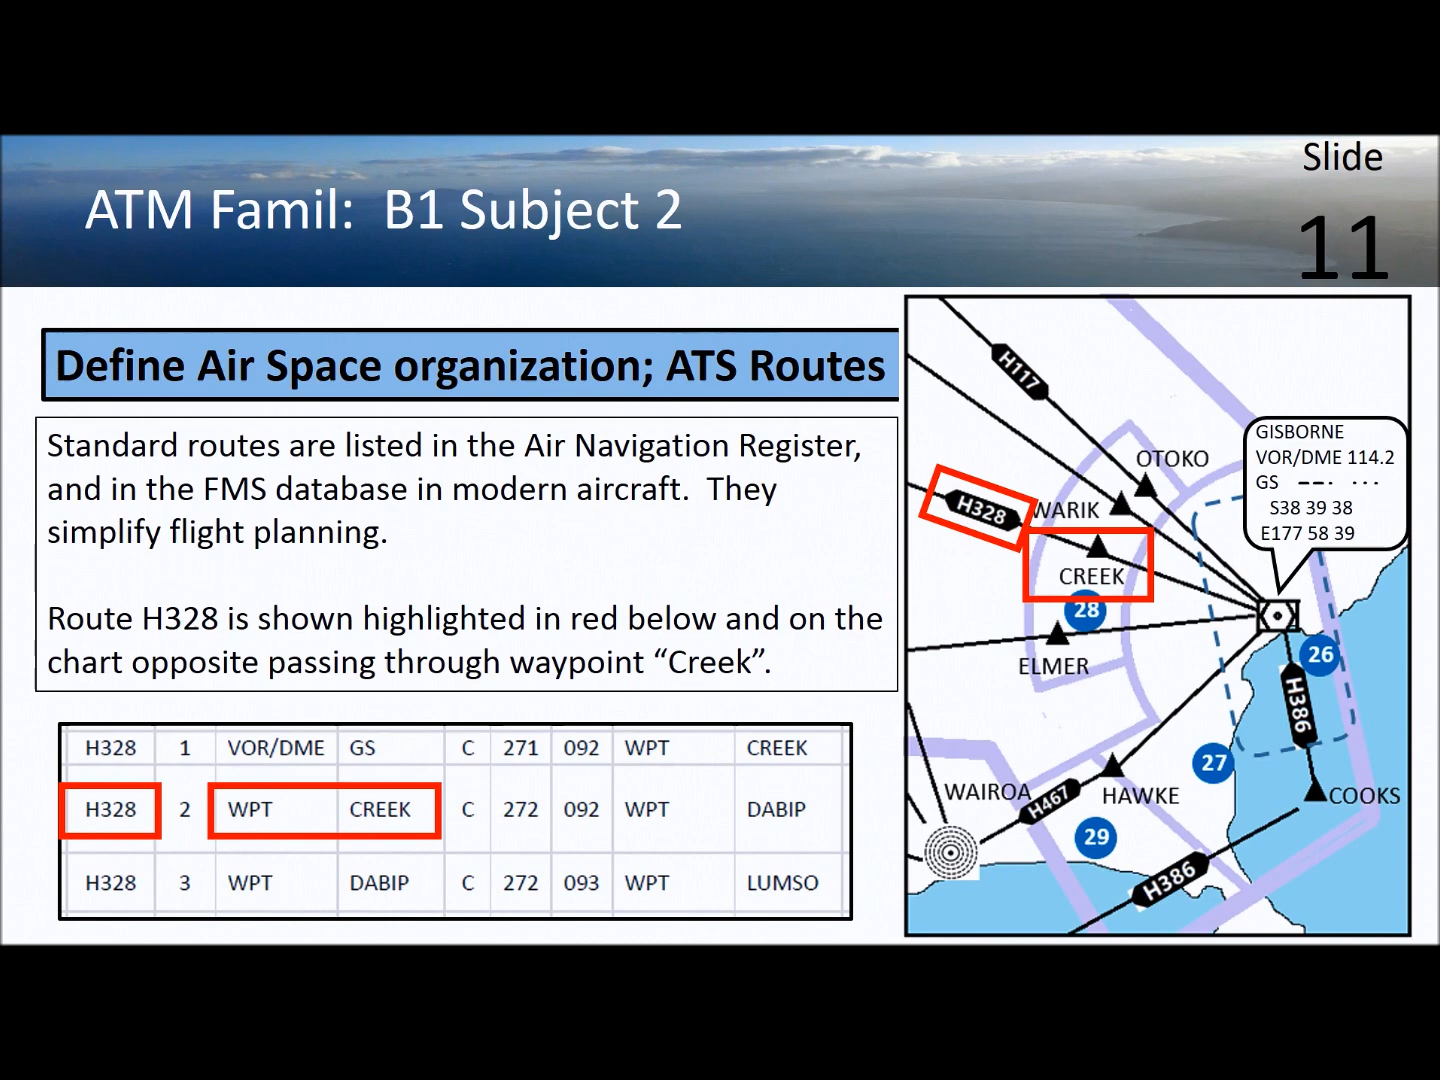 Slide
11
ATM Famil: B1 Subject 2
Define Air Space organization; ATS Routes
Standard routes are listed in the Air Navigation Register,
and in the FMS database in modern aircraft. They
simplify flight planning.
Route H328 is shown highlighted in red below and on the
chart opposite passing through waypoint “Creek”.
H328 1 VOR/DME GS C 271 092 WPT CREEK
H328 2 WPT CREEK C 272 092 WPT DABIP
H328 3 WPT DABIP C 272 093 WPT LUMSO
H117
GISBORNE
VOR/DME 114.2
GS
S38 39 38
E177 58 39
OTOKO
H328
WARIK
CREEK
28
ELMER
26
H386
27
WAIROA
H467
HAWKE
COOKS
29
H386